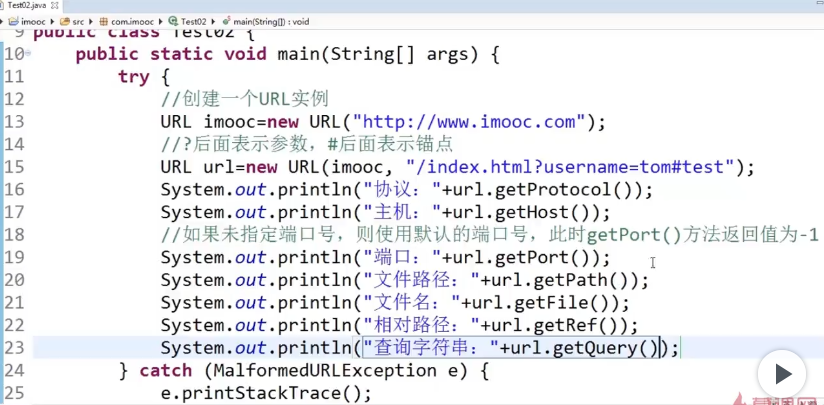 Test02.java
imooc src com.imooc Test02 main(String[]) : void
9 public class Test02 {
10 public static void main(String[] args) {
11 try {
12 //创建一个URL实例
13 URL imooc=new URL("http://www.imooc.com");
14 //?后面表示参数，#后面表示锚点
15 URL url=new URL(imooc, "/index.html?username=tom#test");
16 System.out.println("协议："+url.getProtocol());
17 System.out.println("主机："+url.getHost());
18 //如果未指定端口号，则使用默认的端口号，此时getPort()方法返回值为-1
19 System.out.println("端口："+url.getPort());
20 System.out.println("文件路径："+url.getPath());
21 System.out.println("文件名："+url.getFile());
22 System.out.println("相对路径："+url.getRef());
23 System.out.println("查询字符串："+url.getQuery());
24 } catch (MalformedURLException e) {
25 e.printStackTrace();